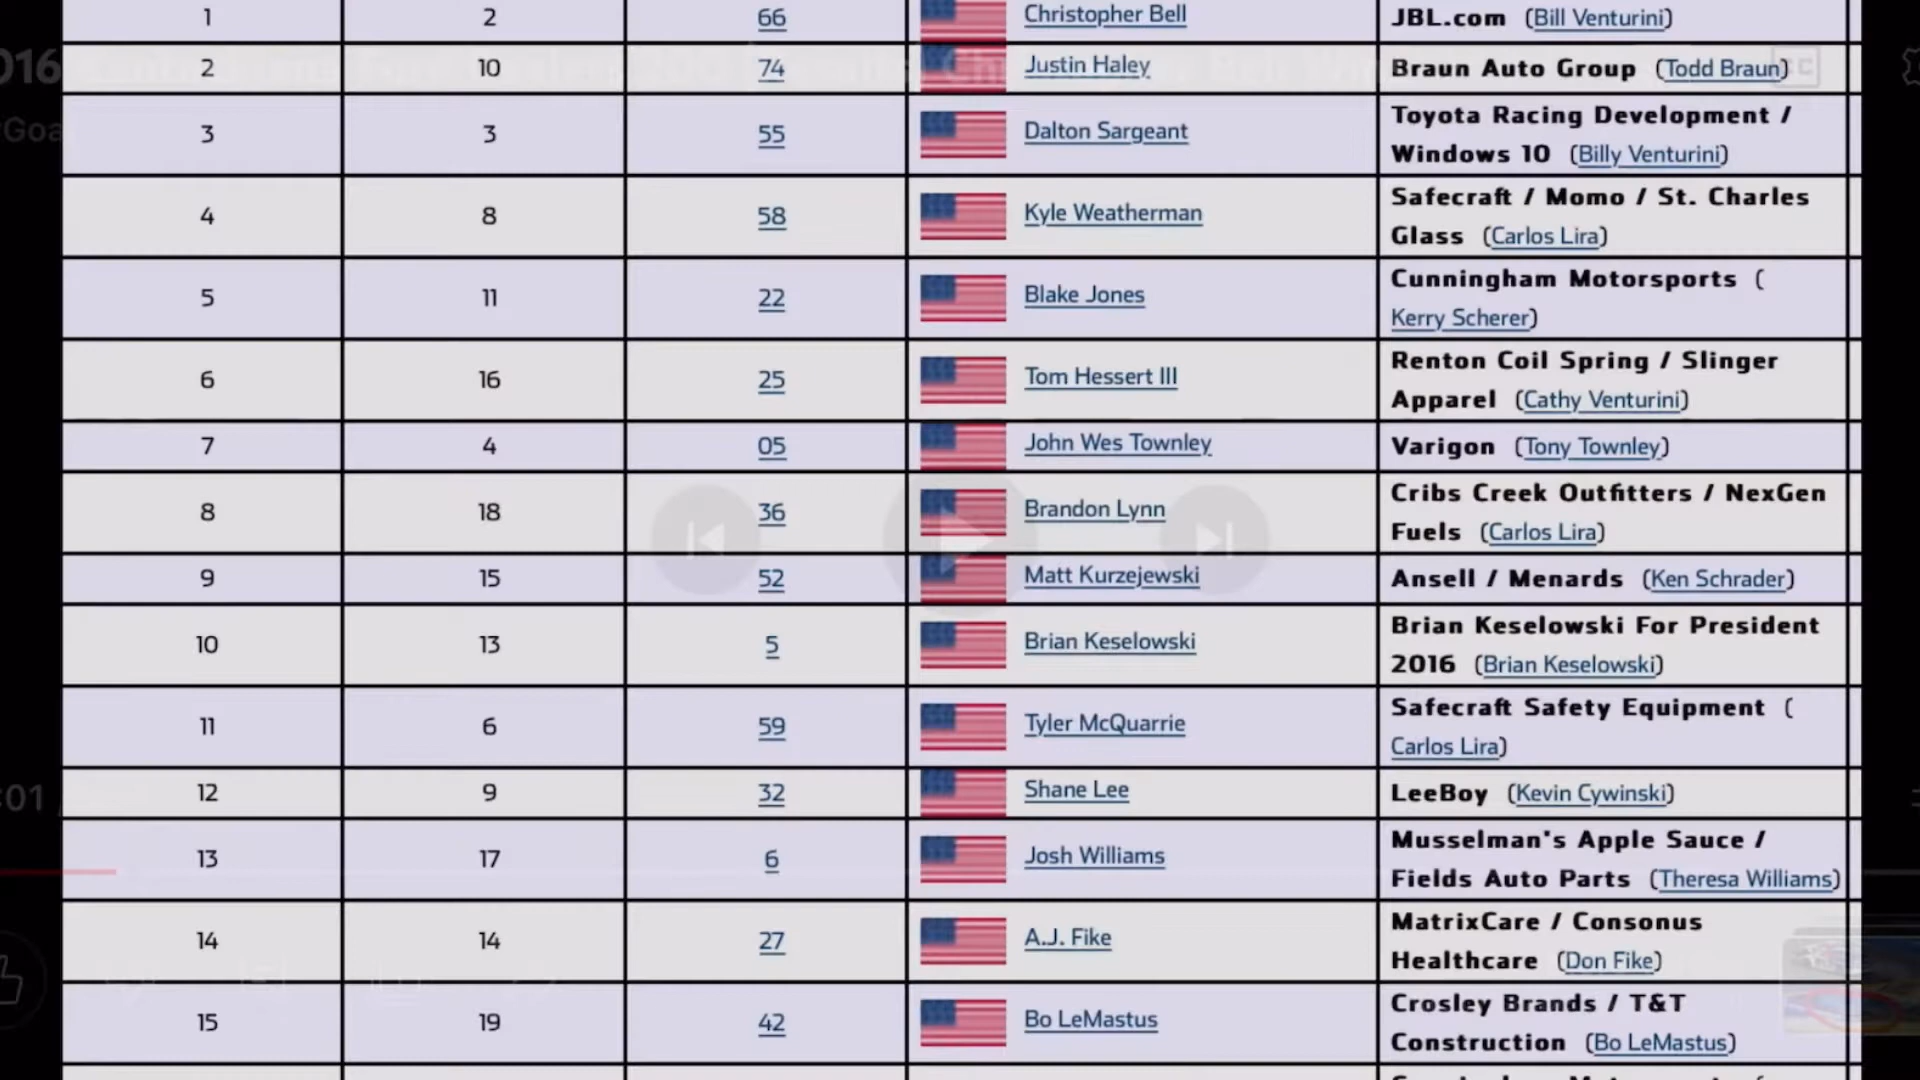 1 2 66 Christopher Bell JBL.com (Bill Venturini)
016
2 10 74 Justin Haley Braun Auto Group (Todd Braun)
Goa
3 3 55 Dalton Sargeant Toyota Racing Development /
Windows 10 (Billy Venturini)
4 8 58 Kyle Weatherman Safecraft / Momo / St. Charles
Glass (Carlos Lira)
5 11 22 Blake Jones Cunningham Motorsports (
Kerry Scherer)
6 16 25 Tom Hessert III Renton Coil Spring / Slinger
Apparel (Cathy Venturini)
7 4 05 John Wes Townley Varigon (Tony Townley)
8 18 36 Brandon Lynn Cribs Creek Outfitters / NexGen
Fuels (Carlos Lira)
9 15 52 Matt Kurzejewski Ansell / Menards (Ken Schrader)
10 13 5 Brian Keselowski Brian Keselowski For President
2016 (Brian Keselowski)
11 6 59 Tyler McQuarrie Safecraft Safety Equipment (
Carlos Lira)
12 9 32 Shane Lee LeeBoy (Kevin Cywinski)
:01
13 17 6 Josh Williams Musselman's Apple Sauce /
Fields Auto Parts (Theresa Williams)
14 14 27 A.J. Fike MatrixCare / Consonus
Healthcare (Don Fike)
15 19 42 Bo LeMastus Crosley Brands / T&T
Construction (Bo LeMastus)